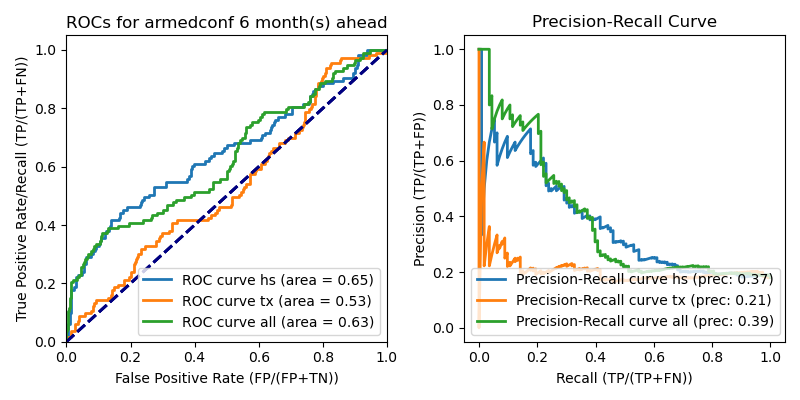 ROCs for armedconf 6 month(s) ahead
True Positive Rate/Recall (TP/(TP+FN))
1.0
0.8
0.6
0.4
0.2
0.0
ROC curve hs (area = 0.65)
ROC curve tx (area = 0.53)
ROC curve all (area = 0.63)
0.0 0.2 0.4 0.6 0.8 1.0
False Positive Rate (FP/(FP+TN))
Precision-Recall Curve
Precision (TP/(TP+FP))
1.0
0.8
0.6
0.4
0.2
0.0
Precision-Recall curve hs (prec: 0.37)
Precision-Recall curve tx (prec: 0.21)
Precision-Recall curve all (prec: 0.39)
0.0 0.2 0.4 0.6 0.8 1.0
Recall (TP/(TP+FN))